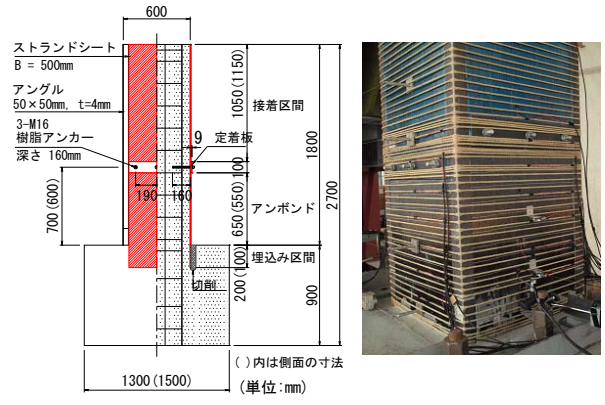 600
ストランドシート
B = 500mm
アングル
50×50mm, t=4mm
3-M16
樹脂アンカー
深さ 160mm
9
定着板
接着区間
1050(1150)
1800
100
190
160
アンボンド
650(550)
700(600)
2700
埋込み区間
200(100)
切削
900
( )内は側面の寸法
1300(1500)
(単位:mm)